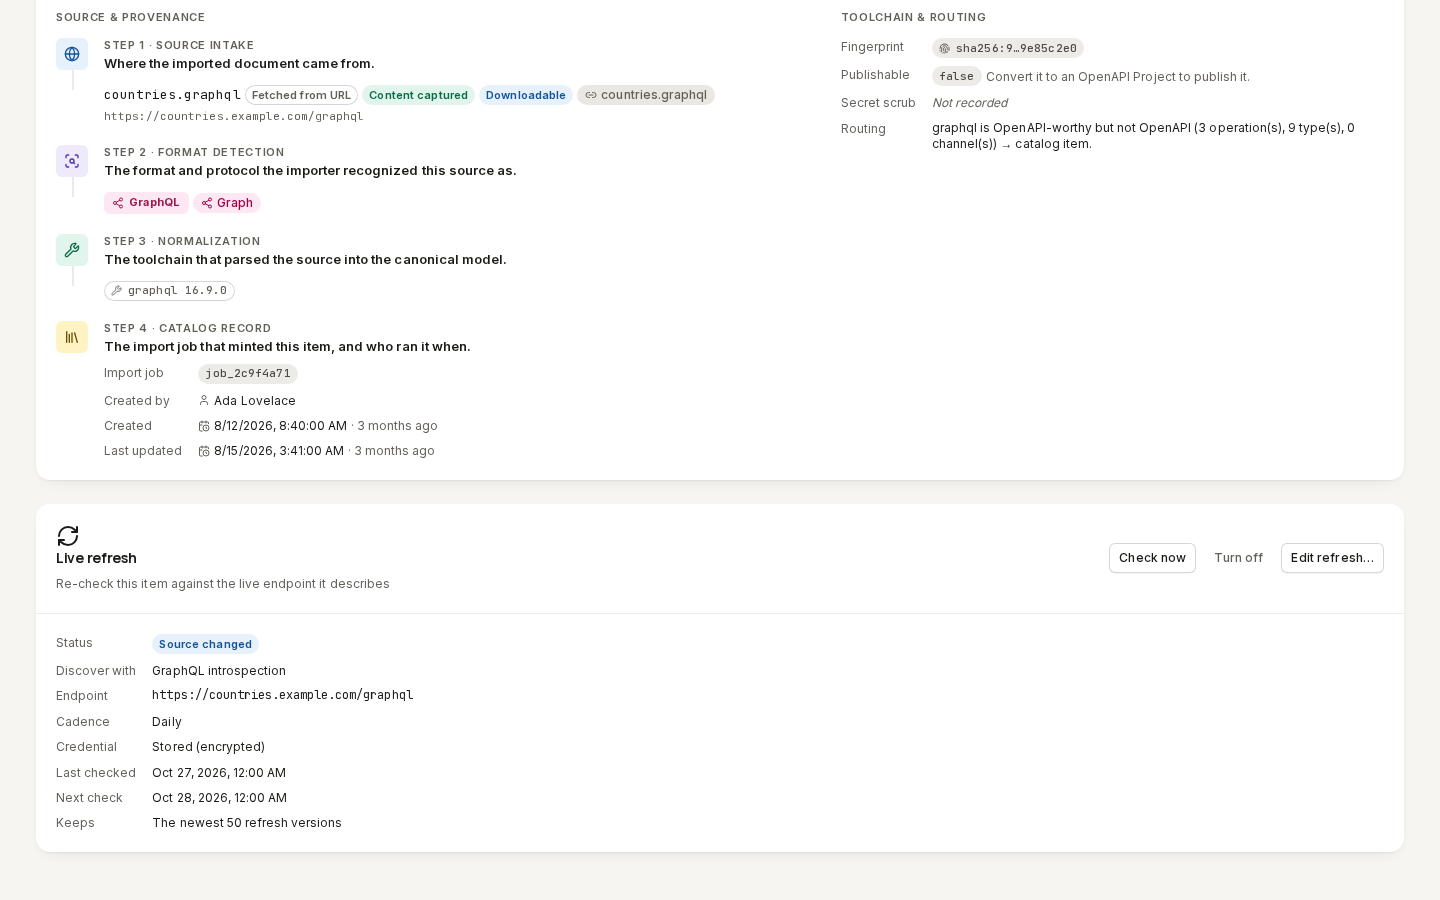 SOURCE & PROVENANCE
STEP 1 · SOURCE INTAKE
Where the imported document came from.
countries.graphql Fetched from URL Content captured Downloadable countries.graphql
https://countries.example.com/graphql
STEP 2 · FORMAT DETECTION
The format and protocol the importer recognized this source as.
GraphQL Graph
STEP 3 · NORMALIZATION
The toolchain that parsed the source into the canonical model.
graphql 16.9.0
STEP 4 · CATALOG RECORD
The import job that minted this item, and who ran it when.
Import job job_2c9f4a71
Created by Ada Lovelace
Created 8/12/2026, 8:40:00 AM · 3 months ago
Last updated 8/15/2026, 3:41:00 AM · 3 months ago
TOOLCHAIN & ROUTING
Fingerprint sha256:9…9e85c2e0
Publishable false Convert it to an OpenAPI Project to publish it.
Secret scrub Not recorded
Routing graphql is OpenAPI-worthy but not OpenAPI (3 operation(s), 9 type(s), 0
channel(s)) → catalog item.
Live refresh
Re-check this item against the live endpoint it describes
Check now Turn off Edit refresh…
Status Source changed
Discover with GraphQL introspection
Endpoint https://countries.example.com/graphql
Cadence Daily
Credential Stored (encrypted)
Last checked Oct 27, 2026, 12:00 AM
Next check Oct 28, 2026, 12:00 AM
Keeps The newest 50 refresh versions